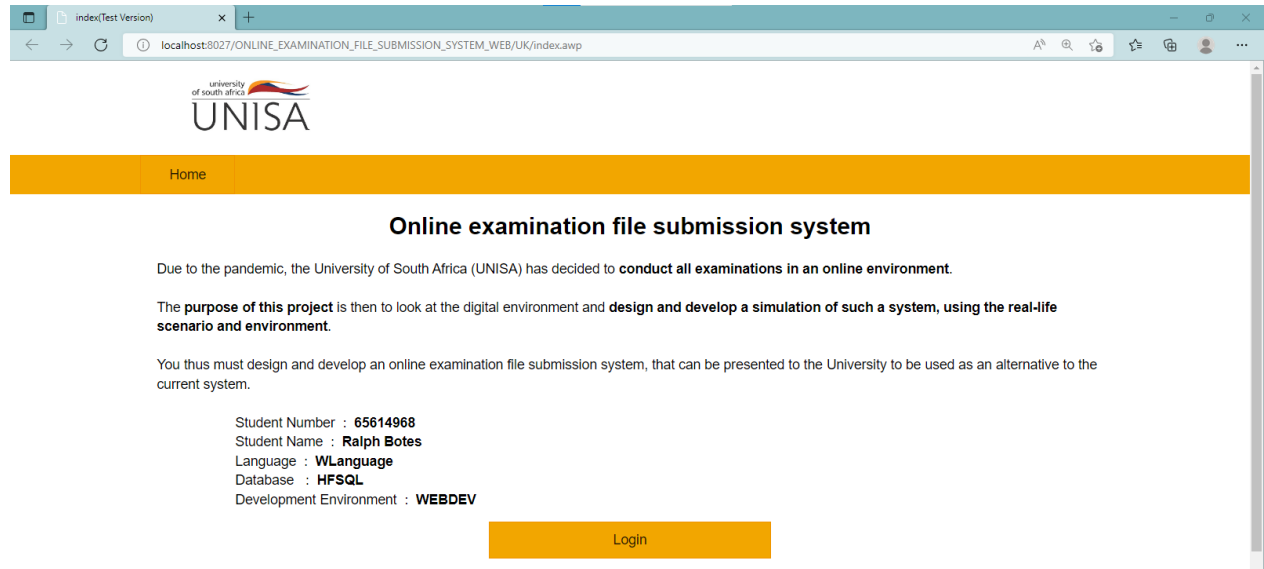 index(Test Version)
localhost:8027/ONLINE_EXAMINATION_FILE_SUBMISSION_SYSTEM_WEB/UK/index.awp
university
of south africa
UNISA
Home
Online examination file submission system
Due to the pandemic, the University of South Africa (UNISA) has decided to conduct all examinations in an online environment.
The purpose of this project is then to look at the digital environment and design and develop a simulation of such a system, using the real-life
scenario and environment.
You thus must design and develop an online examination file submission system, that can be presented to the University to be used as an alternative to the
current system.
Student Number : 65614968
Student Name : Ralph Botes
Language : WLanguage
Database : HFSQL
Development Environment : WEBDEV
Login